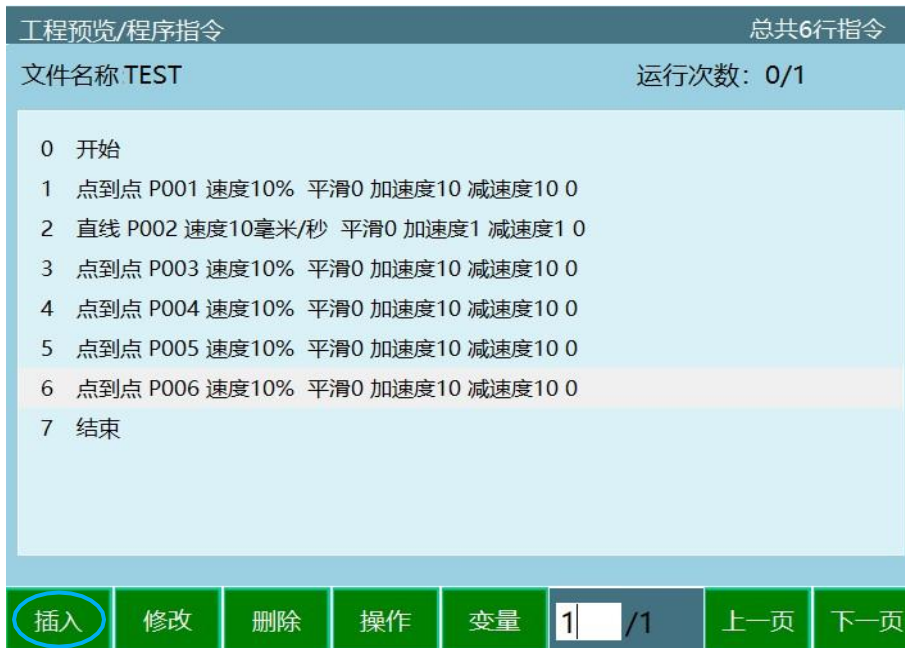 工程预览/程序指令 总共6行指令
文件名称:TEST 运行次数：0/1
0 开始
1 点到点 P001 速度10% 平滑0 加速度10 减速度10 0
2 直线 P002 速度10毫米/秒 平滑0 加速度1 减速度1 0
3 点到点 P003 速度10% 平滑0 加速度10 减速度10 0
4 点到点 P004 速度10% 平滑0 加速度10 减速度10 0
5 点到点 P005 速度10% 平滑0 加速度10 减速度10 0
6 点到点 P006 速度10% 平滑0 加速度10 减速度10 0
7 结束
插入 修改 删除 操作 变量 1 /1 上一页 下一页